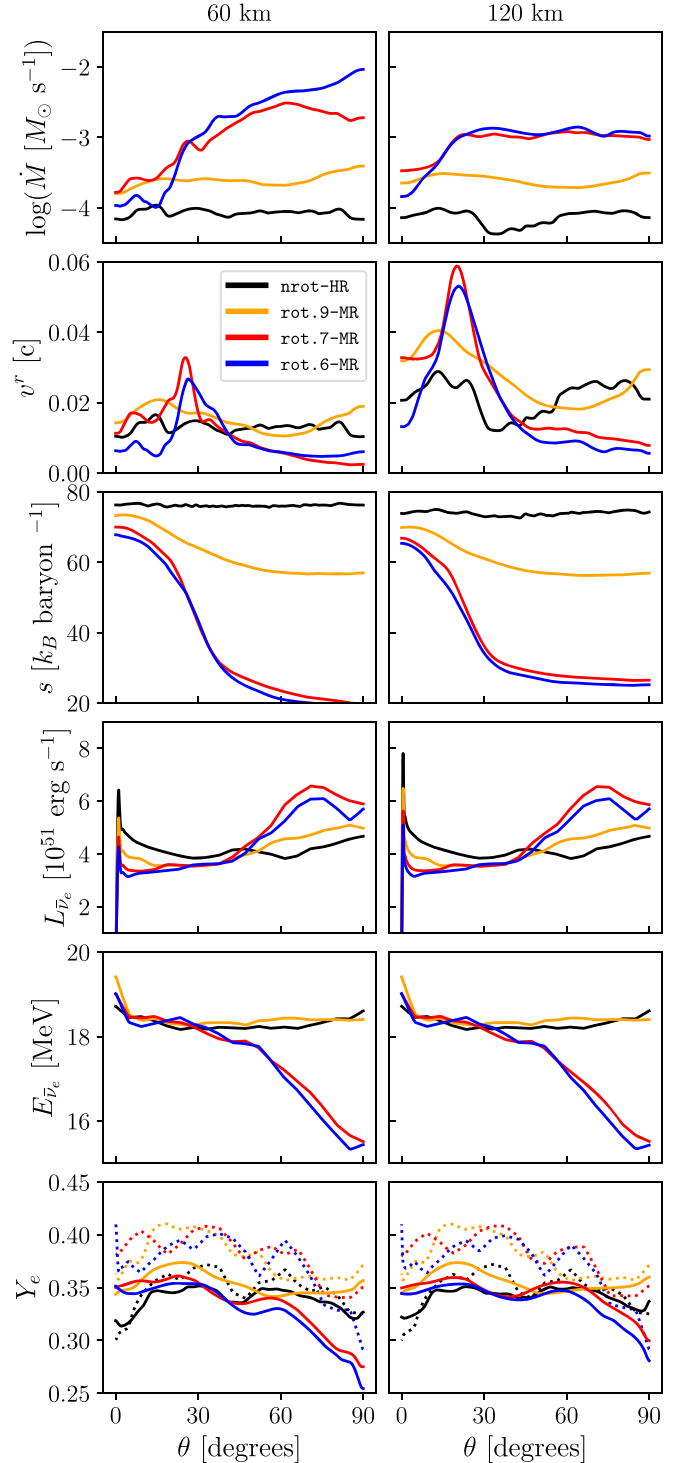 60 km 120 km
log(Ṁ [M⊙ s⁻¹])
−2
−3
−4
vʳ [c]
0.06
0.04
0.02
0.00
nrot-HR
rot.9-MR
rot.7-MR
rot.6-MR
s [k_B baryon ⁻¹]
80
60
40
20
L_ν̄ₑ [10⁵¹ erg s⁻¹]
8
6
4
2
E_ν̄ₑ [MeV]
20
18
16
Yₑ
0.45
0.40
0.35
0.30
0.25
0 30 60 90 0 30 60 90
θ [degrees] θ [degrees]